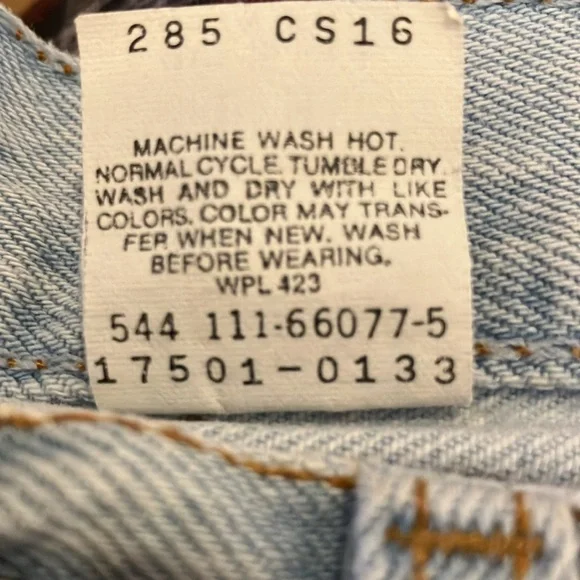 285 CS16
MACHINE WASH HOT.
NORMAL CYCLE. TUMBLE DRY.
WASH AND DRY WITH LIKE
COLORS. COLOR MAY TRANS-
FER WHEN NEW. WASH
BEFORE WEARING.
WPL 423
544 111-66077-5
17501-0133